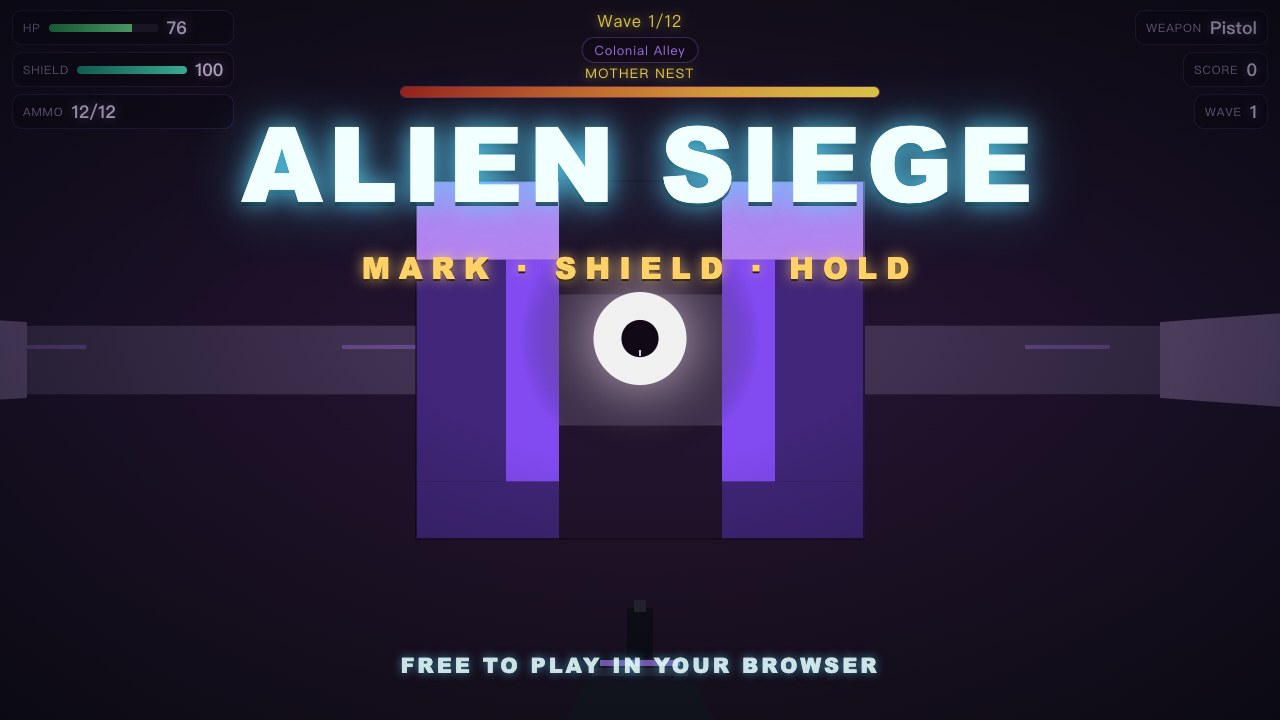 HP 76
SHIELD 100
AMMO 12/12
Wave 1/12
Colonial Alley
MOTHER NEST
WEAPON Pistol
SCORE 0
WAVE 1
ALIEN SIEGE
MARK · SHIELD · HOLD
FREE TO PLAY IN YOUR BROWSER